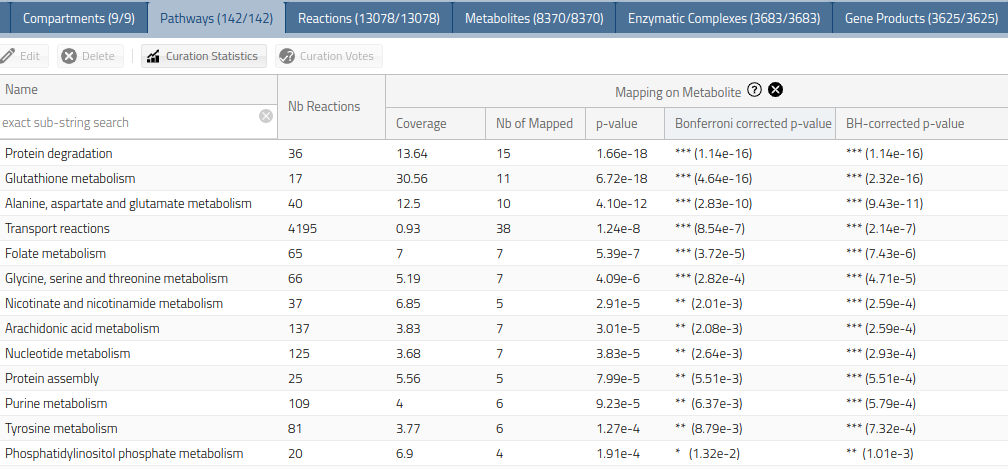 Compartments (9/9) Pathways (142/142) Reactions (13078/13078) Metabolites (8370/8370) Enzymatic Complexes (3683/3683) Gene Products (3625/3625)
Edit Delete Curation Statistics Curation Votes
Name Nb Reactions Mapping on Metabolite ?
exact sub-string search Coverage Nb of Mapped p-value Bonferroni corrected p-value BH-corrected p-value
Protein degradation 36 13.64 15 1.66e-18 *** (1.14e-16) *** (1.14e-16)
Glutathione metabolism 17 30.56 11 6.72e-18 *** (4.64e-16) *** (2.32e-16)
Alanine, aspartate and glutamate metabolism 40 12.5 10 4.10e-12 *** (2.83e-10) *** (9.43e-11)
Transport reactions 4195 0.93 38 1.24e-8 *** (8.54e-7) *** (2.14e-7)
Folate metabolism 65 7 7 5.39e-7 *** (3.72e-5) *** (7.43e-6)
Glycine, serine and threonine metabolism 66 5.19 7 4.09e-6 *** (2.82e-4) *** (4.71e-5)
Nicotinate and nicotinamide metabolism 37 6.85 5 2.91e-5 ** (2.01e-3) *** (2.59e-4)
Arachidonic acid metabolism 137 3.83 7 3.01e-5 ** (2.08e-3) *** (2.59e-4)
Nucleotide metabolism 125 3.68 7 3.83e-5 ** (2.64e-3) *** (2.93e-4)
Protein assembly 25 5.56 5 7.99e-5 ** (5.51e-3) *** (5.51e-4)
Purine metabolism 109 4 6 9.23e-5 ** (6.37e-3) *** (5.79e-4)
Tyrosine metabolism 81 3.77 6 1.27e-4 ** (8.79e-3) *** (7.32e-4)
Phosphatidylinositol phosphate metabolism 20 6.9 4 1.91e-4 * (1.32e-2) ** (1.01e-3)